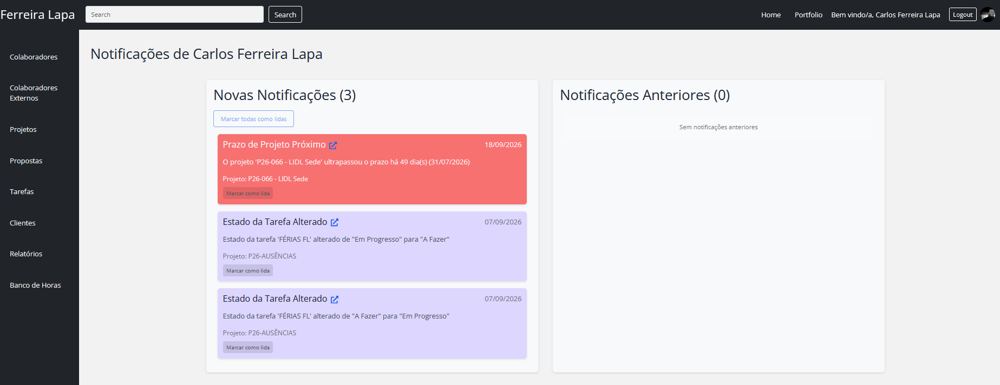 Ferreira Lapa
Search
Search
Home
Portfolio
Bem vindo/a, Carlos Ferreira Lapa
Logout
Colaboradores
Colaboradores
Externos
Projetos
Propostas
Tarefas
Clientes
Relatórios
Banco de Horas
Notificações de Carlos Ferreira Lapa
Novas Notificações (3)
Marcar todas como lidas
Prazo de Projeto Próximo
18/09/2026
O projeto 'P26-066 - LIDL Sede' ultrapassou o prazo há 49 dia(s) (31/07/2026)
Projeto: P26-066 - LIDL Sede
Marcar como lida
Estado da Tarefa Alterado
07/09/2026
Estado da tarefa 'FÉRIAS FL' alterado de "Em Progresso" para "A Fazer"
Projeto: P26-AUSÊNCIAS
Marcar como lida
Estado da Tarefa Alterado
07/09/2026
Estado da tarefa 'FÉRIAS FL' alterado de "A Fazer" para "Em Progresso"
Projeto: P26-AUSÊNCIAS
Marcar como lida
Notificações Anteriores (0)
Sem notificações anteriores